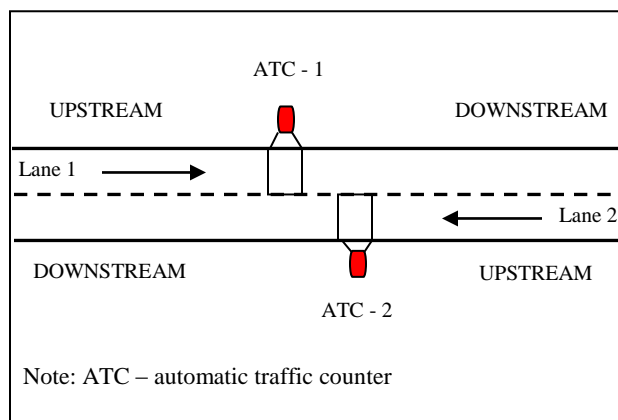 ATC - 1
UPSTREAM DOWNSTREAM
Lane 1
Lane 2
DOWNSTREAM UPSTREAM
ATC - 2
Note: ATC – automatic traffic counter